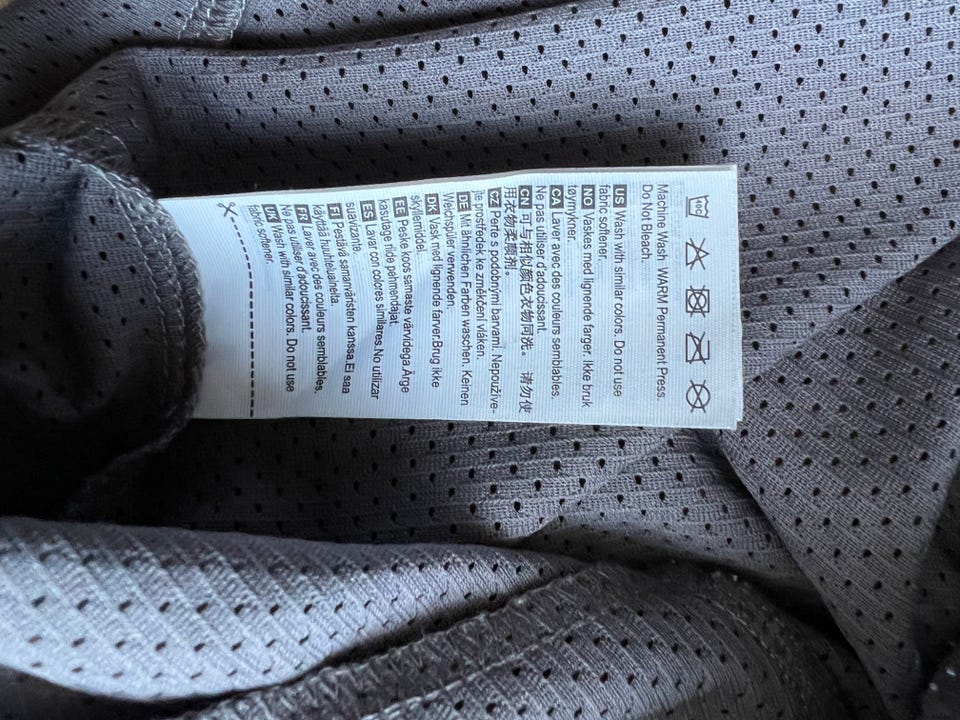 40C
Machine Wash WARM Permanent Press.
Do Not Bleach.
US Wash with similar colors. Do not use
fabric softener.
NO Vaskes med lignende farger. Ikke bruk
tøymykner.
CA Laver avec des couleurs semblables.
Ne pas utiliser d'adoucissant.
CN 可与相似颜色衣物同洗。 请勿使
用衣物柔顺剂。
CZ Perte s podobnými barvami. Nepoužíve-
jte prostředek ke změkčení vláken.
DE Mit ähnlichen Farben waschen. Keinen
Weichspüler verwenden.
DK Vask med lignende farver.Brug ikke
skyllemiddel.
EE Peske koos samaste värvidega.Ärge
kasutage riide pehmendajat.
ES Lavar con colores similares.No utilizar
suavizante.
FI Pestävä samanväristen kanssa.Ei saa
käyttää huuhteluaineita.
FR Laver avec des couleurs semblables.
Ne pas utiliser d'adoucissant.
UK Wash with similar colors. Do not use
fabric softener.